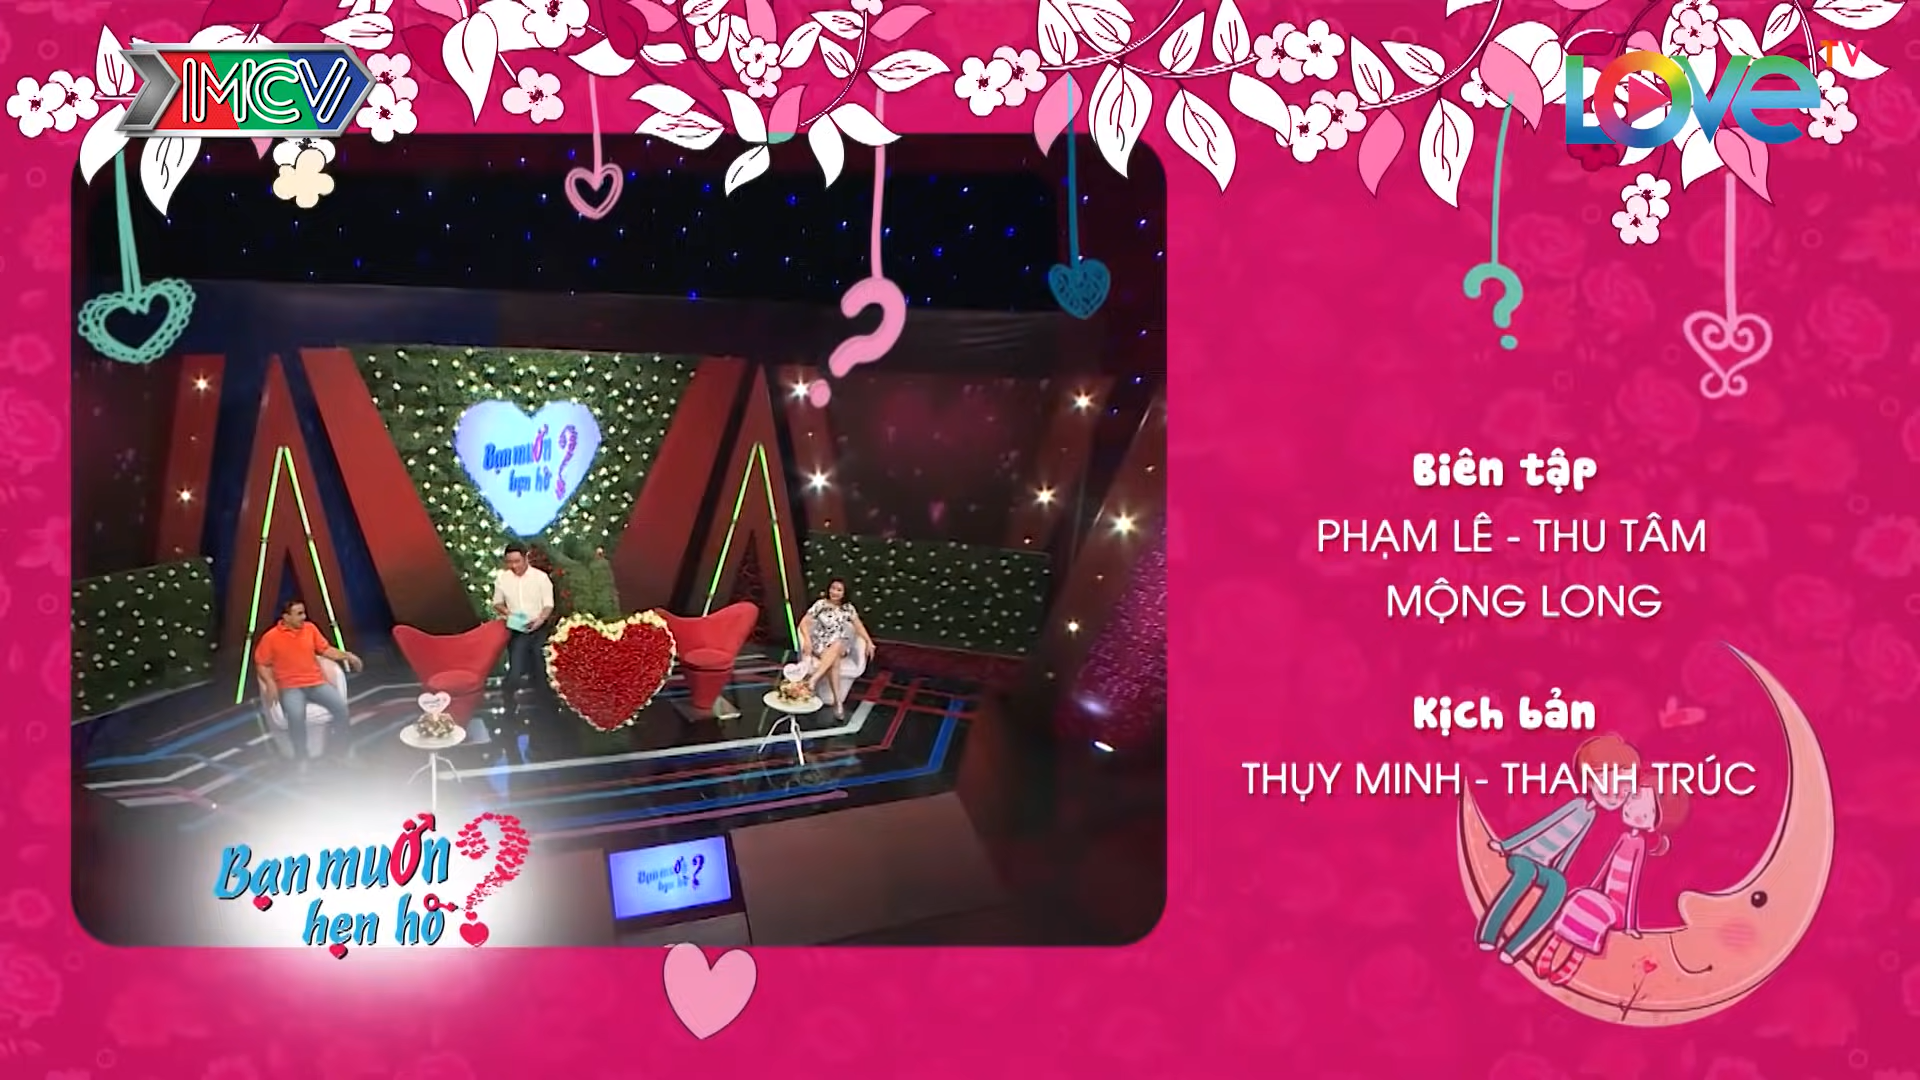 MCV
LOVE TV
Bạn muốn
hẹn hò ?
Biên tập
PHẠM LÊ - THU TÂM
MỘNG LONG
Kịch bản
THỤY MINH - THANH TRÚC
Bạn muốn
hẹn hò ?
Bạn muốn
hẹn hò ?